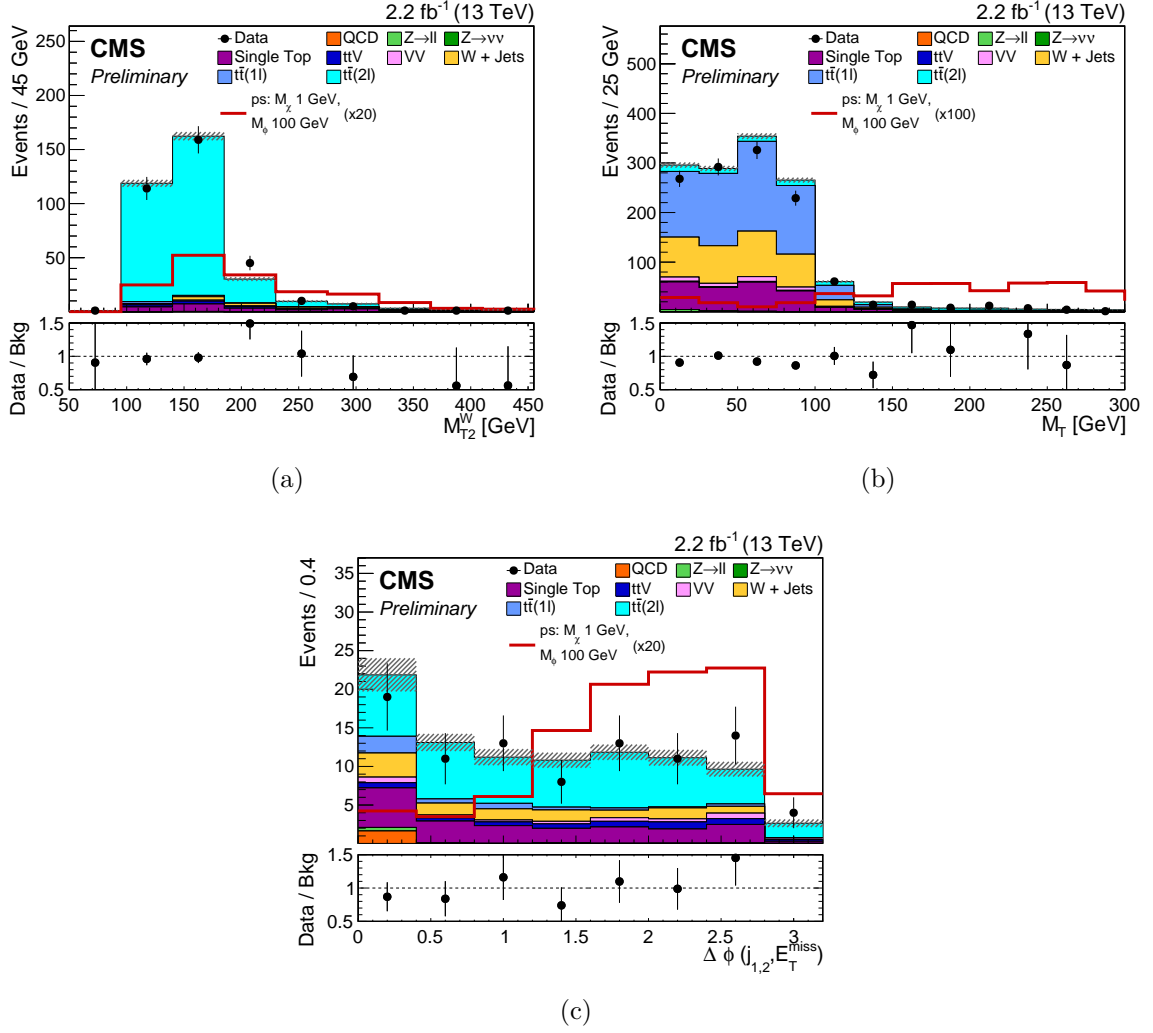 2.2 fb⁻¹ (13 TeV)
CMS
Preliminary
Data
QCD
Z→ll
Z→νν
Single Top
ttV
VV
W + Jets
tt̄(1l)
tt̄(2l)
ps: M_χ 1 GeV,
M_ϕ 100 GeV
(x20)
Events / 45 GeV
250
200
150
100
50
Data / Bkg
1.5
1
0.5
50 100 150 200 250 300 350 400 450
M_T2^W [GeV]
(a)
2.2 fb⁻¹ (13 TeV)
CMS
Preliminary
Data
QCD
Z→ll
Z→νν
Single Top
ttV
VV
W + Jets
tt̄(1l)
tt̄(2l)
ps: M_χ 1 GeV,
M_ϕ 100 GeV
(x100)
Events / 25 GeV
500
400
300
200
100
Data / Bkg
1.5
1
0.5
0 50 100 150 200 250 300
M_T [GeV]
(b)
2.2 fb⁻¹ (13 TeV)
CMS
Preliminary
Data
QCD
Z→ll
Z→νν
Single Top
ttV
VV
W + Jets
tt̄(1l)
tt̄(2l)
ps: M_χ 1 GeV,
M_ϕ 100 GeV
(x20)
Events / 0.4
35
30
25
20
15
10
5
Data / Bkg
1.5
1
0.5
0 0.5 1 1.5 2 2.5 3
Δ ϕ (j_1,2,E_T^miss)
(c)